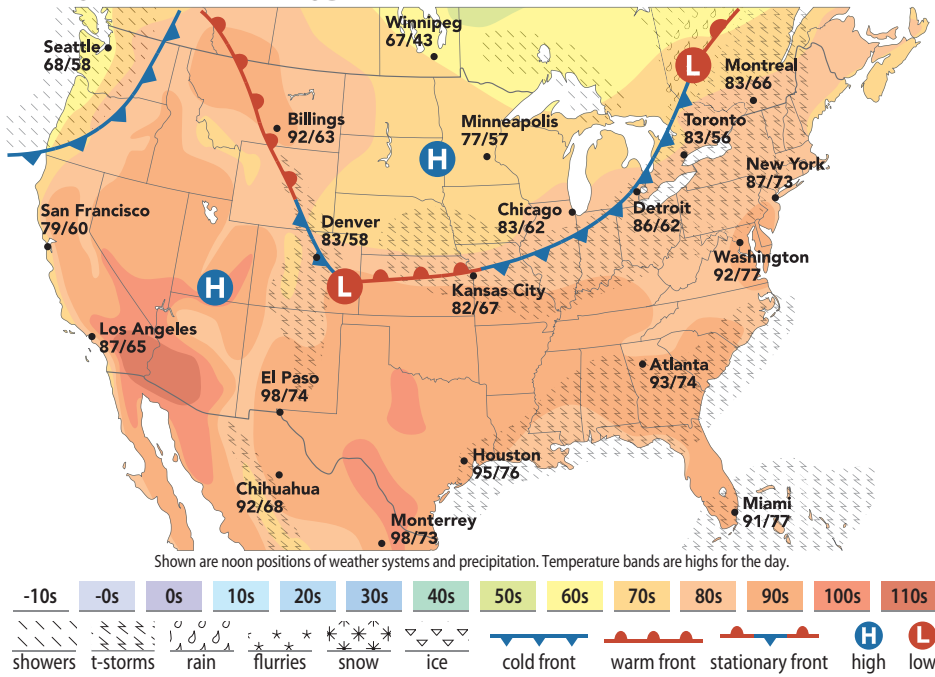 Winnipeg
67/43
Seattle
68/58
L
Montreal
83/66
Billings
92/63
Minneapolis
77/57
Toronto
83/56
H
New York
87/73
San Francisco
79/60
Denver
83/58
Chicago
83/62
Detroit
86/62
Washington
92/77
H
L
Kansas City
82/67
Los Angeles
87/65
Atlanta
93/74
El Paso
98/74
Houston
95/76
Chihuahua
92/68
Miami
91/77
Monterrey
98/73
Shown are noon positions of weather systems and precipitation. Temperature bands are highs for the day.
-10s -0s 0s 10s 20s 30s 40s 50s 60s 70s 80s 90s 100s 110s
H L
showers t-storms rain flurries snow ice cold front warm front stationary front high low